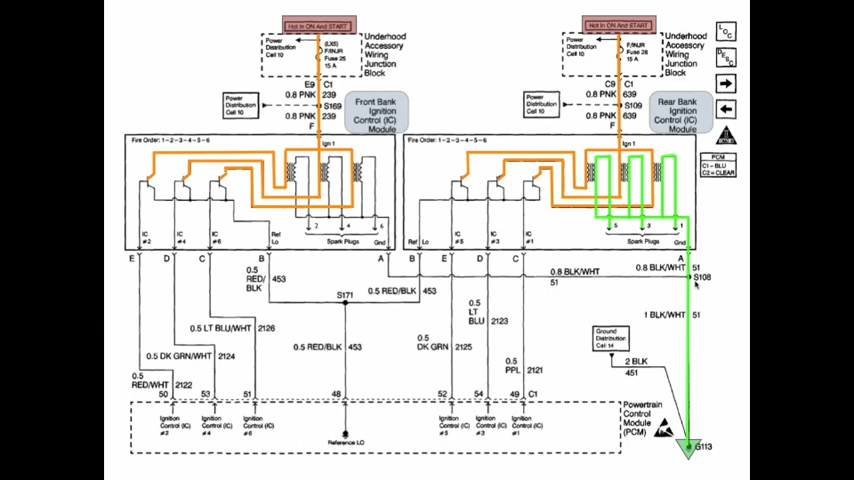 Hot In ON And START
Hot In ON And START
Power
Distribution
Cell 10
(LX5)
F/INJR
Fuse 26
15 A
Underhood
Accessory
Wiring
Junction
Block
Power
Distribution
Cell 10
F/INJR
Fuse 28
15 A
Underhood
Accessory
Wiring
Junction
Block
LOC
DESC
E9 C1
0.8 PNK 239
S169
0.8 PNK 239
F
Power
Distribution
Cell 10
Front Bank
Ignition
Control (IC)
Module
C9 C1
0.8 PNK 639
S109
0.8 PNK 639
F
Power
Distribution
Cell 10
Rear Bank
Ignition
Control (IC)
Module
PCM
C1 = BLU
C2 = CLEAR
Fire Order: 1-2-3-4-5-6
Ign 1
Fire Order: 1-2-3-4-5-6
Ign 1
IC #2
IC #4
IC #6
Ref Lo
2 4 6
Spark Plugs
Gnd
Ref Lo
IC #5
IC #3
IC #1
5 3 1
Spark Plugs
Gnd
E D C B A B E D C A
0.5
RED/
BLK
453
0.5 RED/BLK 453
0.8 BLK/WHT
51
0.8 BLK/WHT 51
S108
S171
0.5
LT
BLU 2123
1 BLK/WHT 51
0.5 LT BLU/WHT 2126
0.5 RED/BLK 453
0.5
DK GRN 2125
Ground
Distribution
Cell 14
0.5 DK GRN/WHT 2124
2 BLK
451
0.5
PPL 2121
0.5
RED/WHT 2122
50 53 51 48 52 54 49 C1
Ignition
Control (IC)
#2
Ignition
Control (IC)
#4
Ignition
Control (IC)
#6
Reference LO
Ignition
Control (IC)
#5
Ignition
Control (IC)
#3
Ignition
Control (IC)
#1
Powertrain
Control
Module
(PCM)
G113